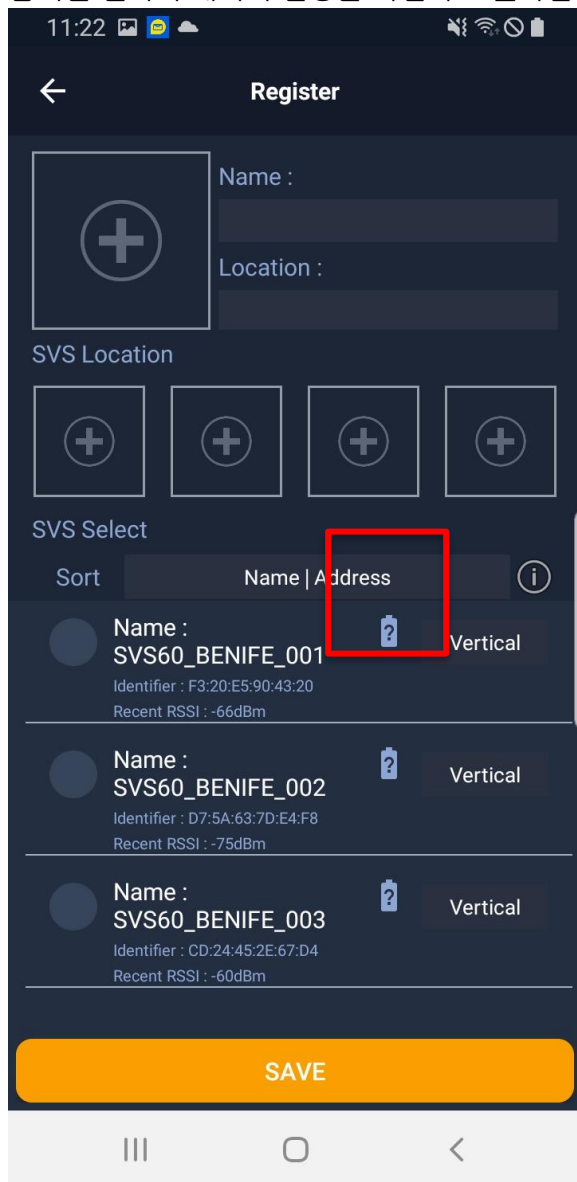 11:22
Register
Name :
Location :
SVS Location
SVS Select
Sort Name | Address
Name :
SVS60_BENIFE_001
Vertical
Identifier : F3:20:E5:90:43:20
Recent RSSI : -66dBm
Name :
SVS60_BENIFE_002
Vertical
Identifier : D7:5A:63:7D:E4:F8
Recent RSSI : -75dBm
Name :
SVS60_BENIFE_003
Vertical
Identifier : CD:24:45:2E:67:D4
Recent RSSI : -60dBm
SAVE